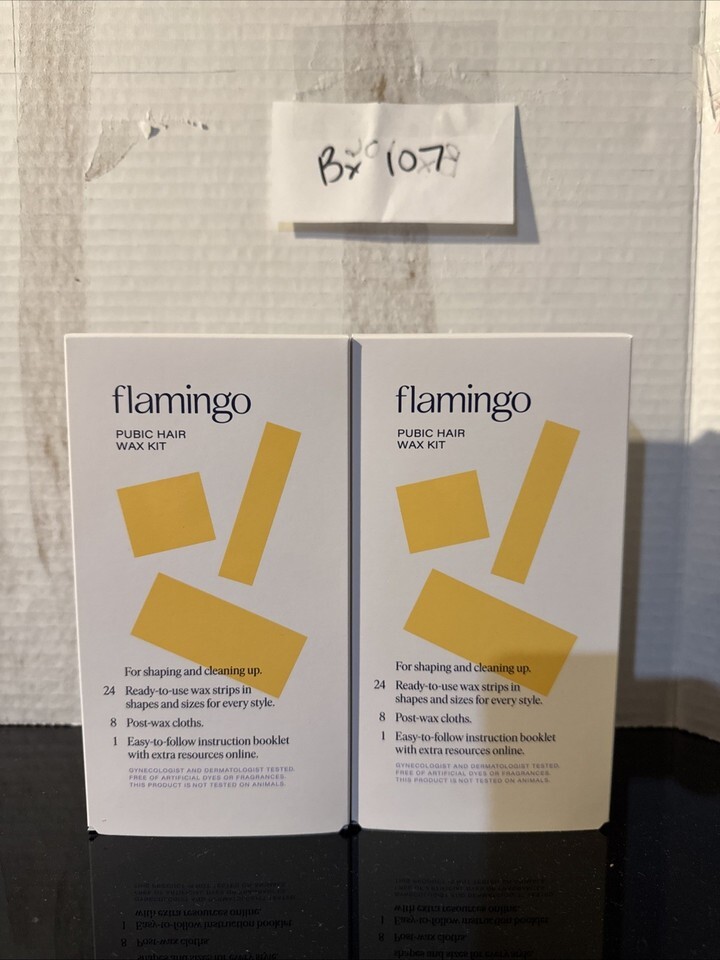 Bx 107
flamingo
PUBIC HAIR
WAX KIT
For shaping and cleaning up.
24 Ready-to-use wax strips in
shapes and sizes for every style.
8 Post-wax cloths.
1 Easy-to-follow instruction booklet
with extra resources online.
GYNECOLOGIST AND DERMATOLOGIST TESTED.
FREE OF ARTIFICIAL DYES OR FRAGRANCES.
THIS PRODUCT IS NOT TESTED ON ANIMALS.
flamingo
PUBIC HAIR
WAX KIT
For shaping and cleaning up.
24 Ready-to-use wax strips in
shapes and sizes for every style.
8 Post-wax cloths.
1 Easy-to-follow instruction booklet
with extra resources online.
GYNECOLOGIST AND DERMATOLOGIST TESTED.
FREE OF ARTIFICIAL DYES OR FRAGRANCES.
THIS PRODUCT IS NOT TESTED ON ANIMALS.